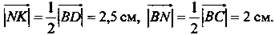 |NK| = 1/2 |BD| = 2,5 см, |BN| = 1/2 |BC| = 2 см.